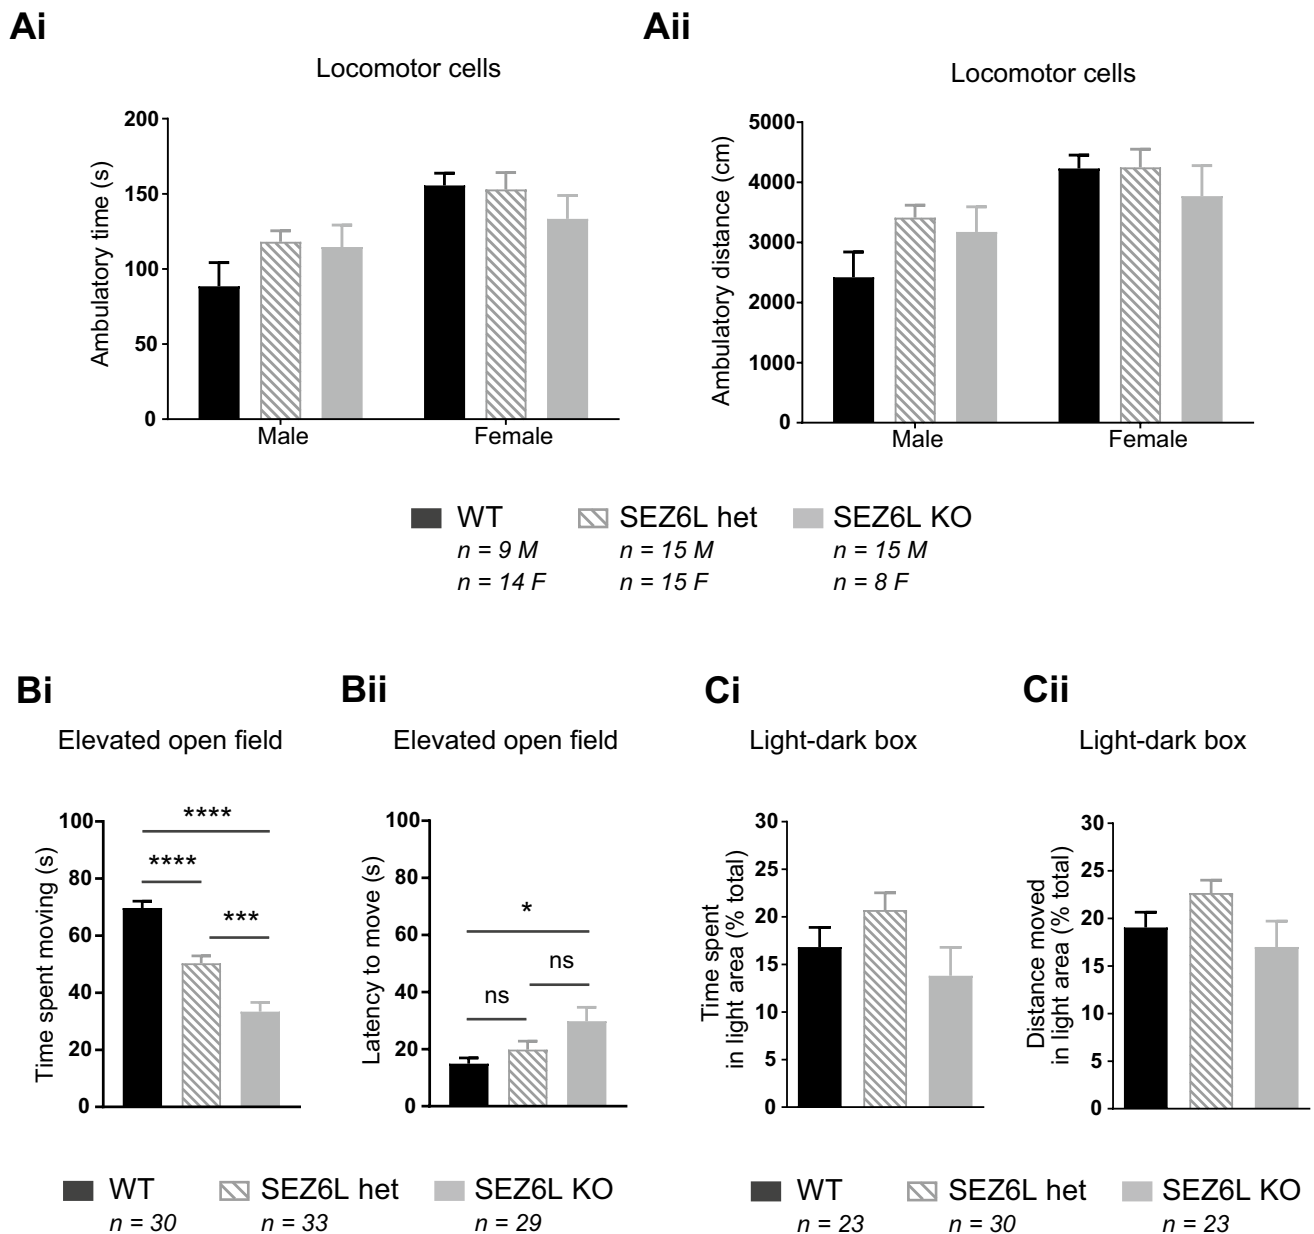 Ai
Aii
Locomotor cells
Locomotor cells
Ambulatory time (s)
200
150
100
50
0
Male
Female
Ambulatory distance (cm)
5000
4000
3000
2000
1000
0
Male
Female
WT
SEZ6L het
SEZ6L KO
n = 9 M
n = 15 M
n = 15 M
n = 14 F
n = 15 F
n = 8 F
Bi
Bii
Ci
Cii
Elevated open field
Elevated open field
Light-dark box
Light-dark box
Time spent moving (s)
100
80
60
40
20
0
****
****
***
Latency to move (s)
100
80
60
40
20
0
*
ns
ns
Time spent
in light area (% total)
30
25
20
15
10
5
0
Distance moved
in light area (% total)
30
25
20
15
10
5
0
WT
SEZ6L het
SEZ6L KO
n = 30
n = 33
n = 29
WT
SEZ6L het
SEZ6L KO
n = 23
n = 30
n = 23